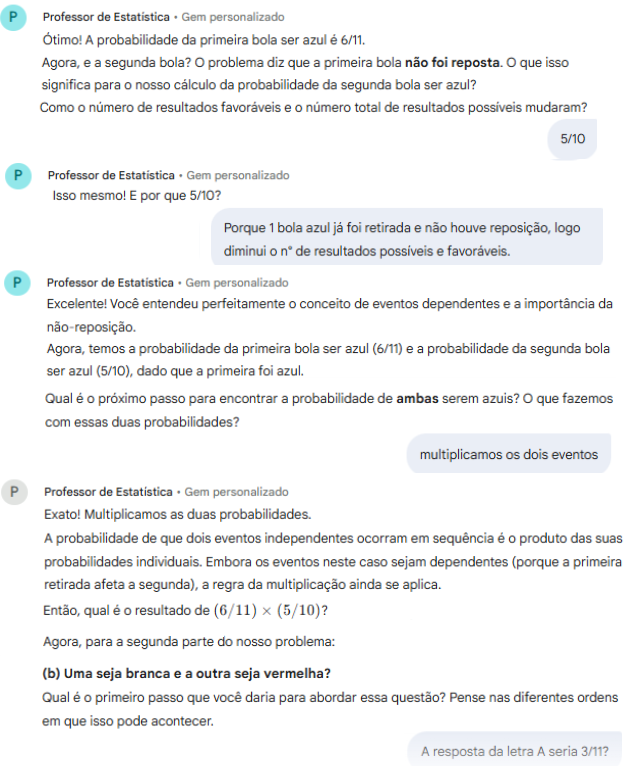 P Professor de Estatística • Gem personalizado
Ótimo! A probabilidade da primeira bola ser azul é 6/11.
Agora, e a segunda bola? O problema diz que a primeira bola não foi reposta. O que isso
significa para o nosso cálculo da probabilidade da segunda bola ser azul?
Como o número de resultados favoráveis e o número total de resultados possíveis mudaram?
5/10
P Professor de Estatística • Gem personalizado
Isso mesmo! E por que 5/10?
Porque 1 bola azul já foi retirada e não houve reposição, logo
diminui o n° de resultados possíveis e favoráveis.
P Professor de Estatística • Gem personalizado
Excelente! Você entendeu perfeitamente o conceito de eventos dependentes e a importância da
não-reposição.
Agora, temos a probabilidade da primeira bola ser azul (6/11) e a probabilidade da segunda bola
ser azul (5/10), dado que a primeira foi azul.
Qual é o próximo passo para encontrar a probabilidade de ambas serem azuis? O que fazemos
com essas duas probabilidades?
multiplicamos os dois eventos
P Professor de Estatística • Gem personalizado
Exato! Multiplicamos as duas probabilidades.
A probabilidade de que dois eventos independentes ocorram em sequência é o produto das suas
probabilidades individuais. Embora os eventos neste caso sejam dependentes (porque a primeira
retirada afeta a segunda), a regra da multiplicação ainda se aplica.
Então, qual é o resultado de (6/11) × (5/10)?
Agora, para a segunda parte do nosso problema:
(b) Uma seja branca e a outra seja vermelha?
Qual é o primeiro passo que você daria para abordar essa questão? Pense nas diferentes ordens
em que isso pode acontecer.
A resposta da letra A seria 3/11?